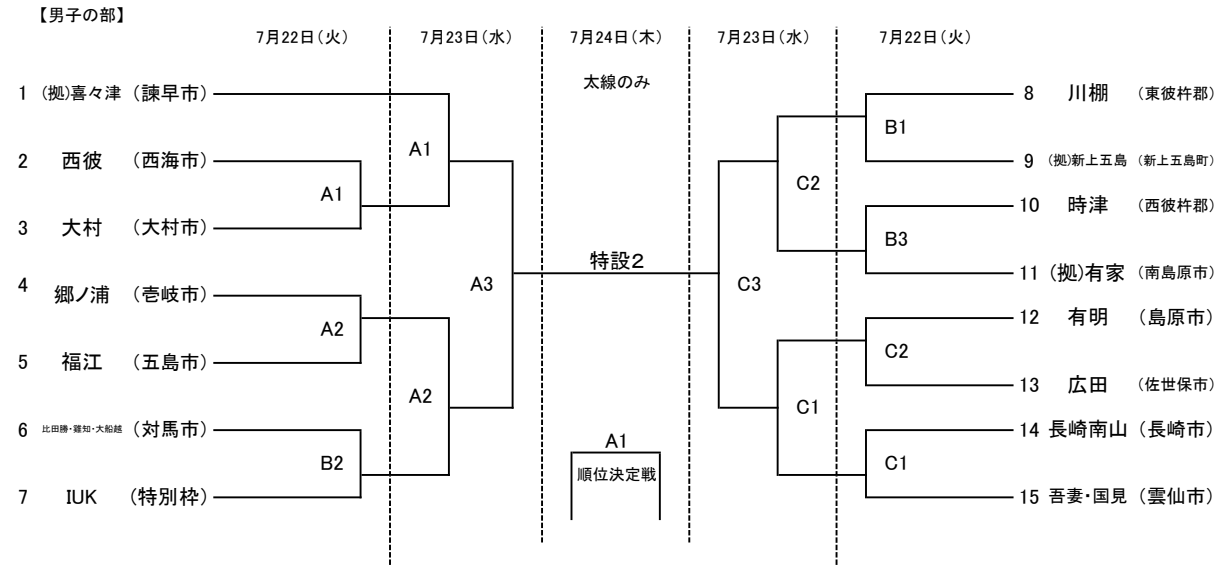 【男子の部】
7月22日(火) 7月23日(水) 7月24日(木) 7月23日(水) 7月22日(火)
太線のみ
1 (拠)喜々津 (諫早市)
2 西彼 (西海市)
3 大村 (大村市)
4 郷ノ浦 (壱岐市)
5 福江 (五島市)
6 比田勝・雞知・大船越 (対馬市)
7 IUK (特別枠)
A1
A2
B2
A1
A2
A3
特設2
A1
順位決定戦
C3
C2
C1
B1
B3
C2
C1
8 川棚 (東彼杵郡)
9 (拠)新上五島 (新上五島町)
10 時津 (西彼杵郡)
11 (拠)有家 (南島原市)
12 有明 (島原市)
13 広田 (佐世保市)
14 長崎南山 (長崎市)
15 吾妻・国見 (雲仙市)